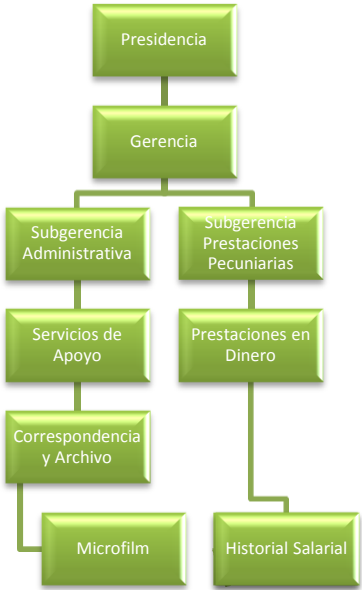 Presidencia
Gerencia
Subgerencia
Administrativa
Subgerencia
Prestaciones
Pecuniarias
Servicios de
Apoyo
Prestaciones en
Dinero
Correspondencia
y Archivo
Microfilm
Historial Salarial